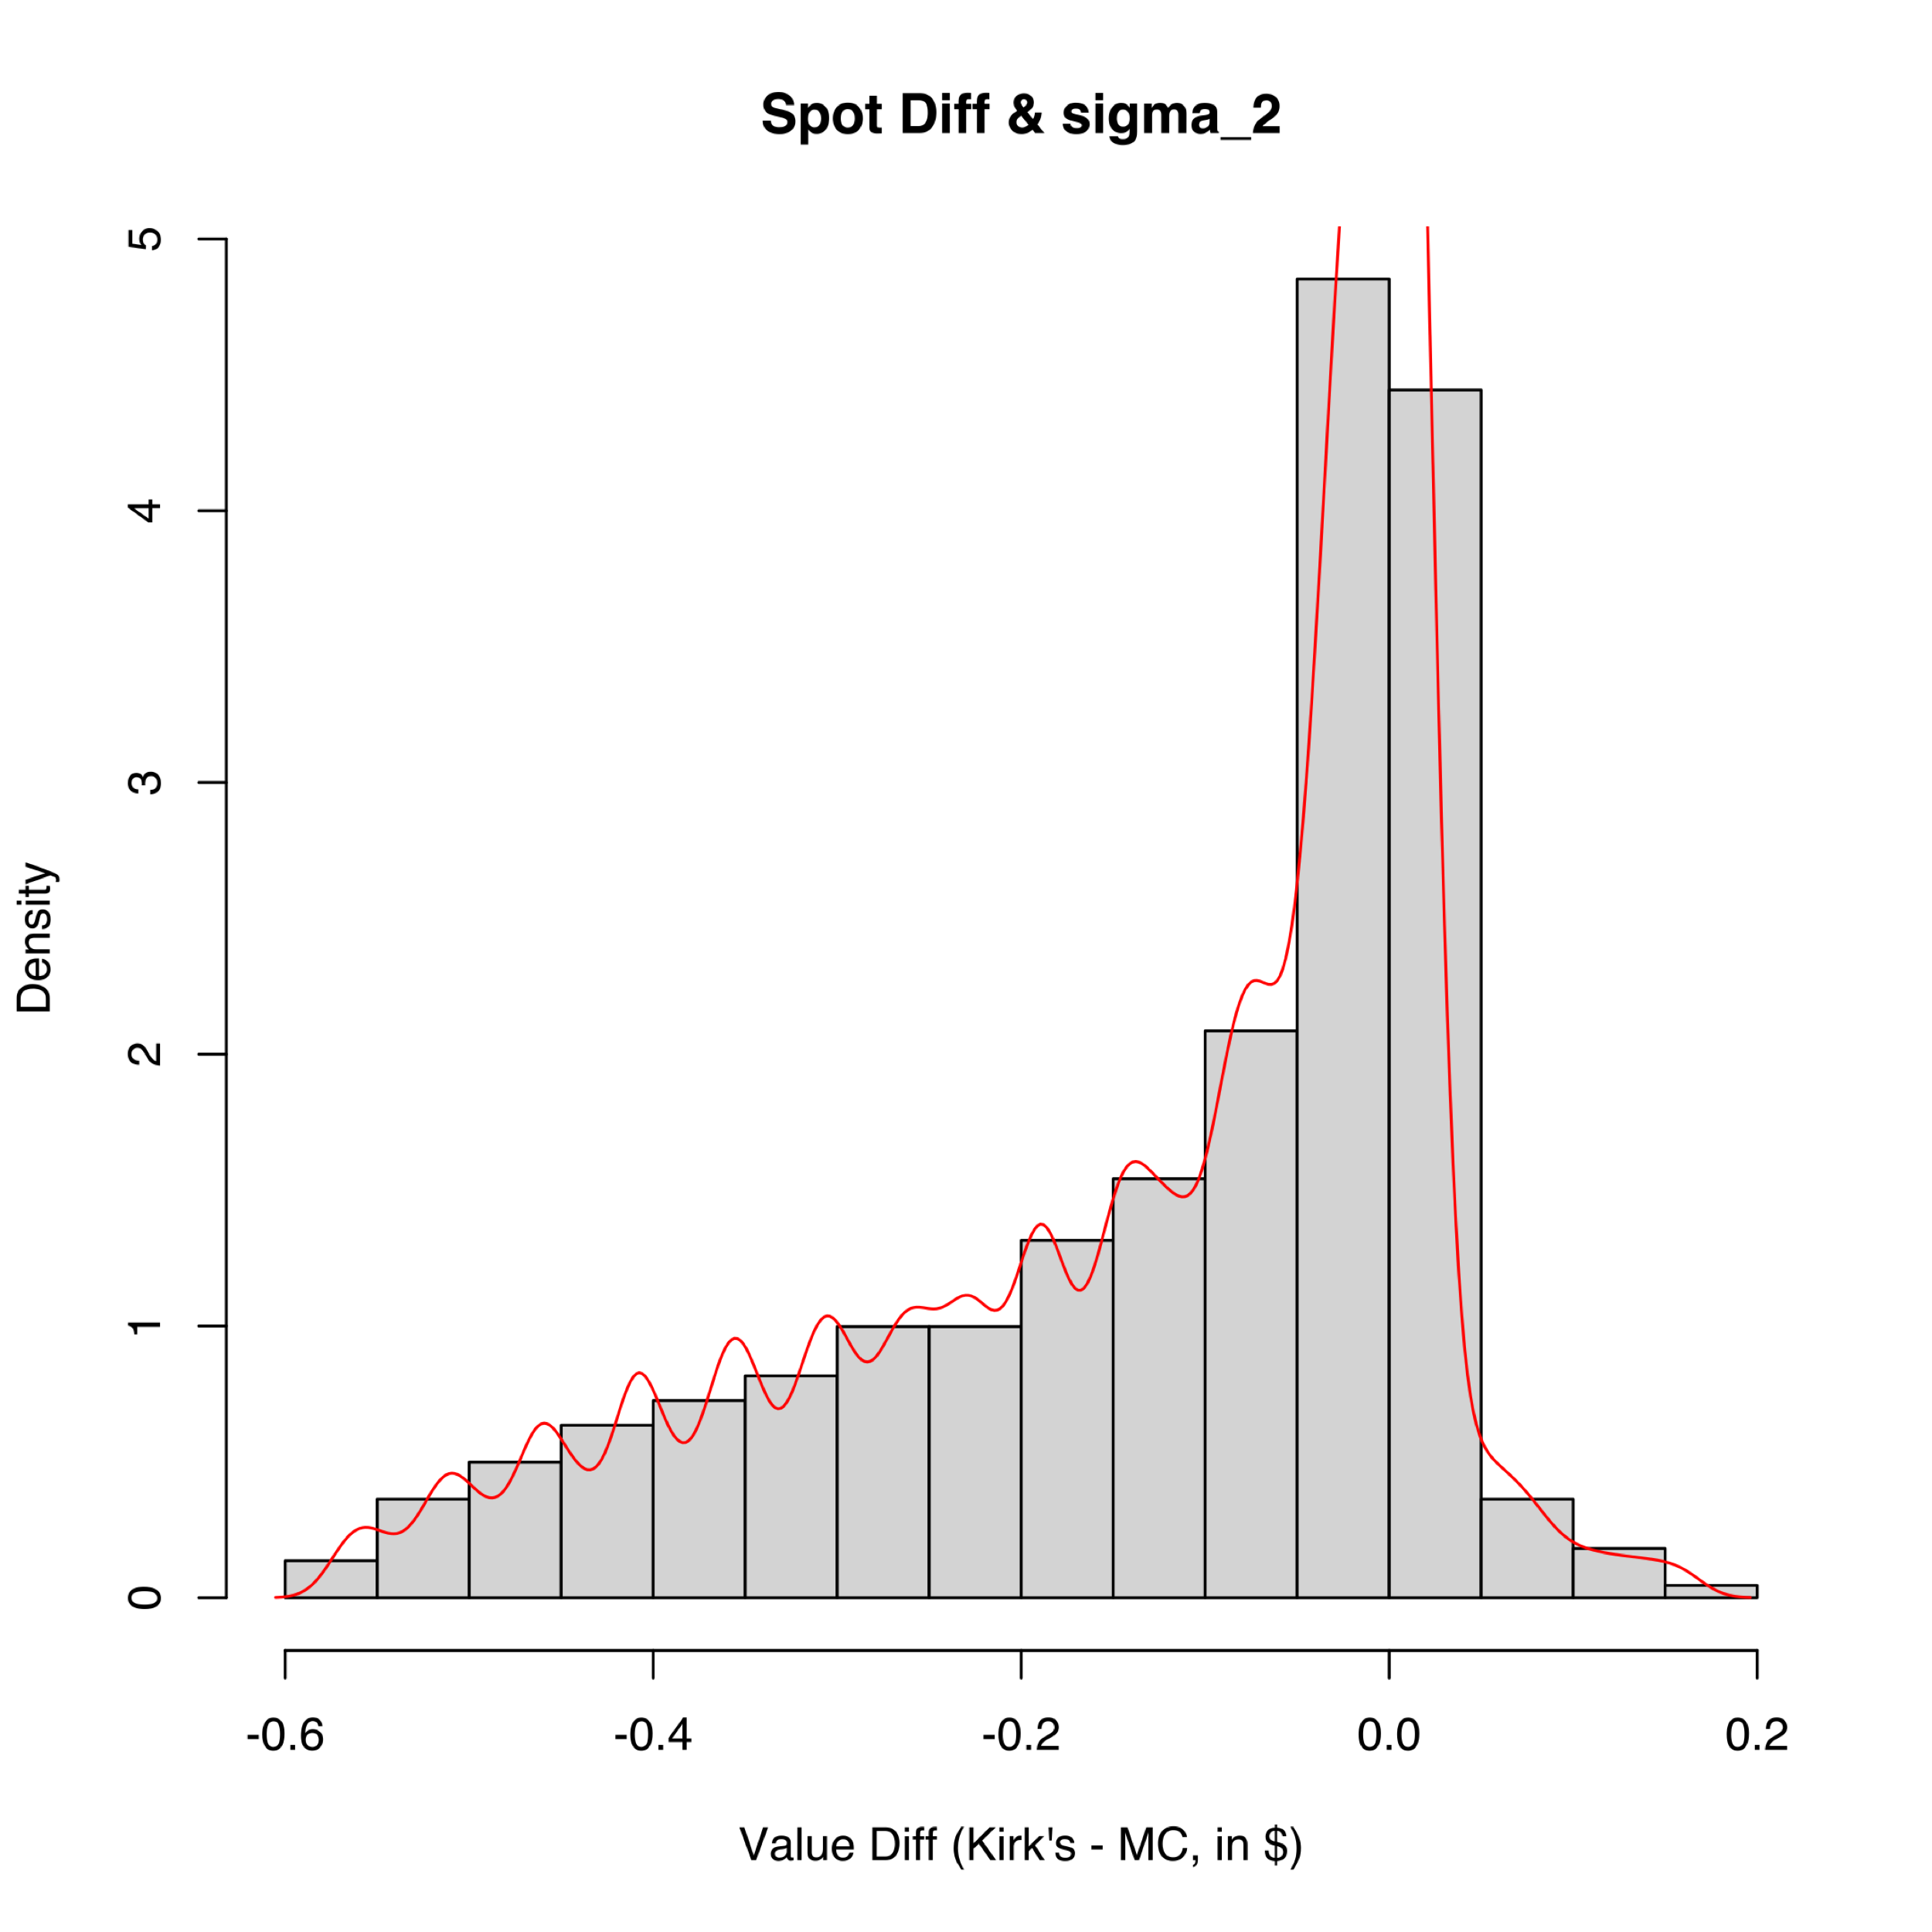 Spot Diff & sigma_2
Density
5
4
3
2
1
0
-0.6 -0.4 -0.2 0.0 0.2
Value Diff (Kirk's - MC, in $)